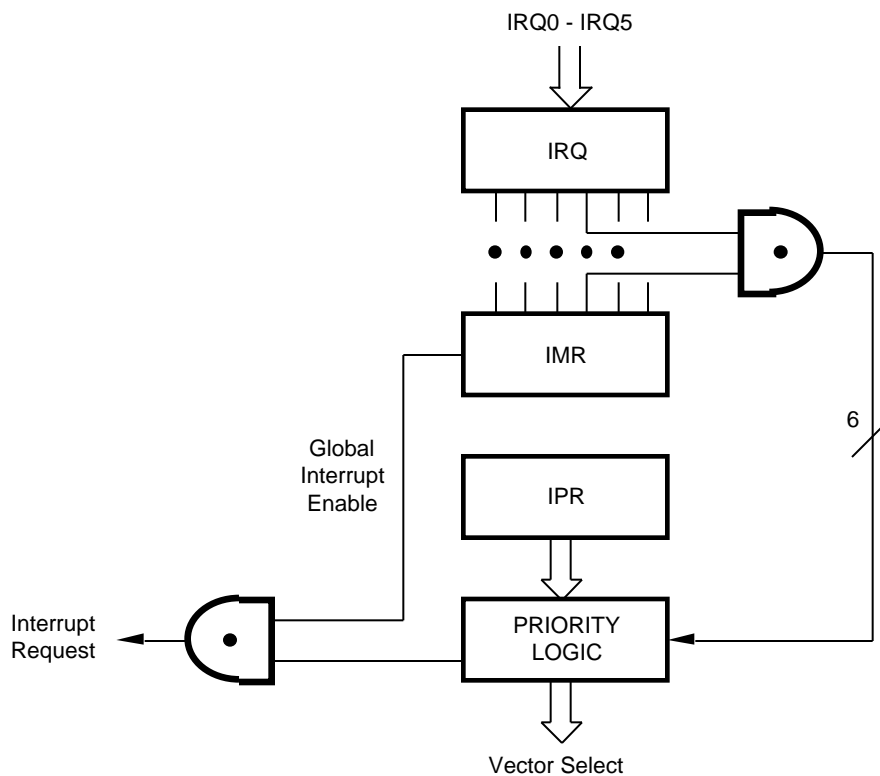 IRQ0 - IRQ5
IRQ
IMR
6
Global
Interrupt
Enable
IPR
Interrupt
Request
PRIORITY
LOGIC
Vector Select